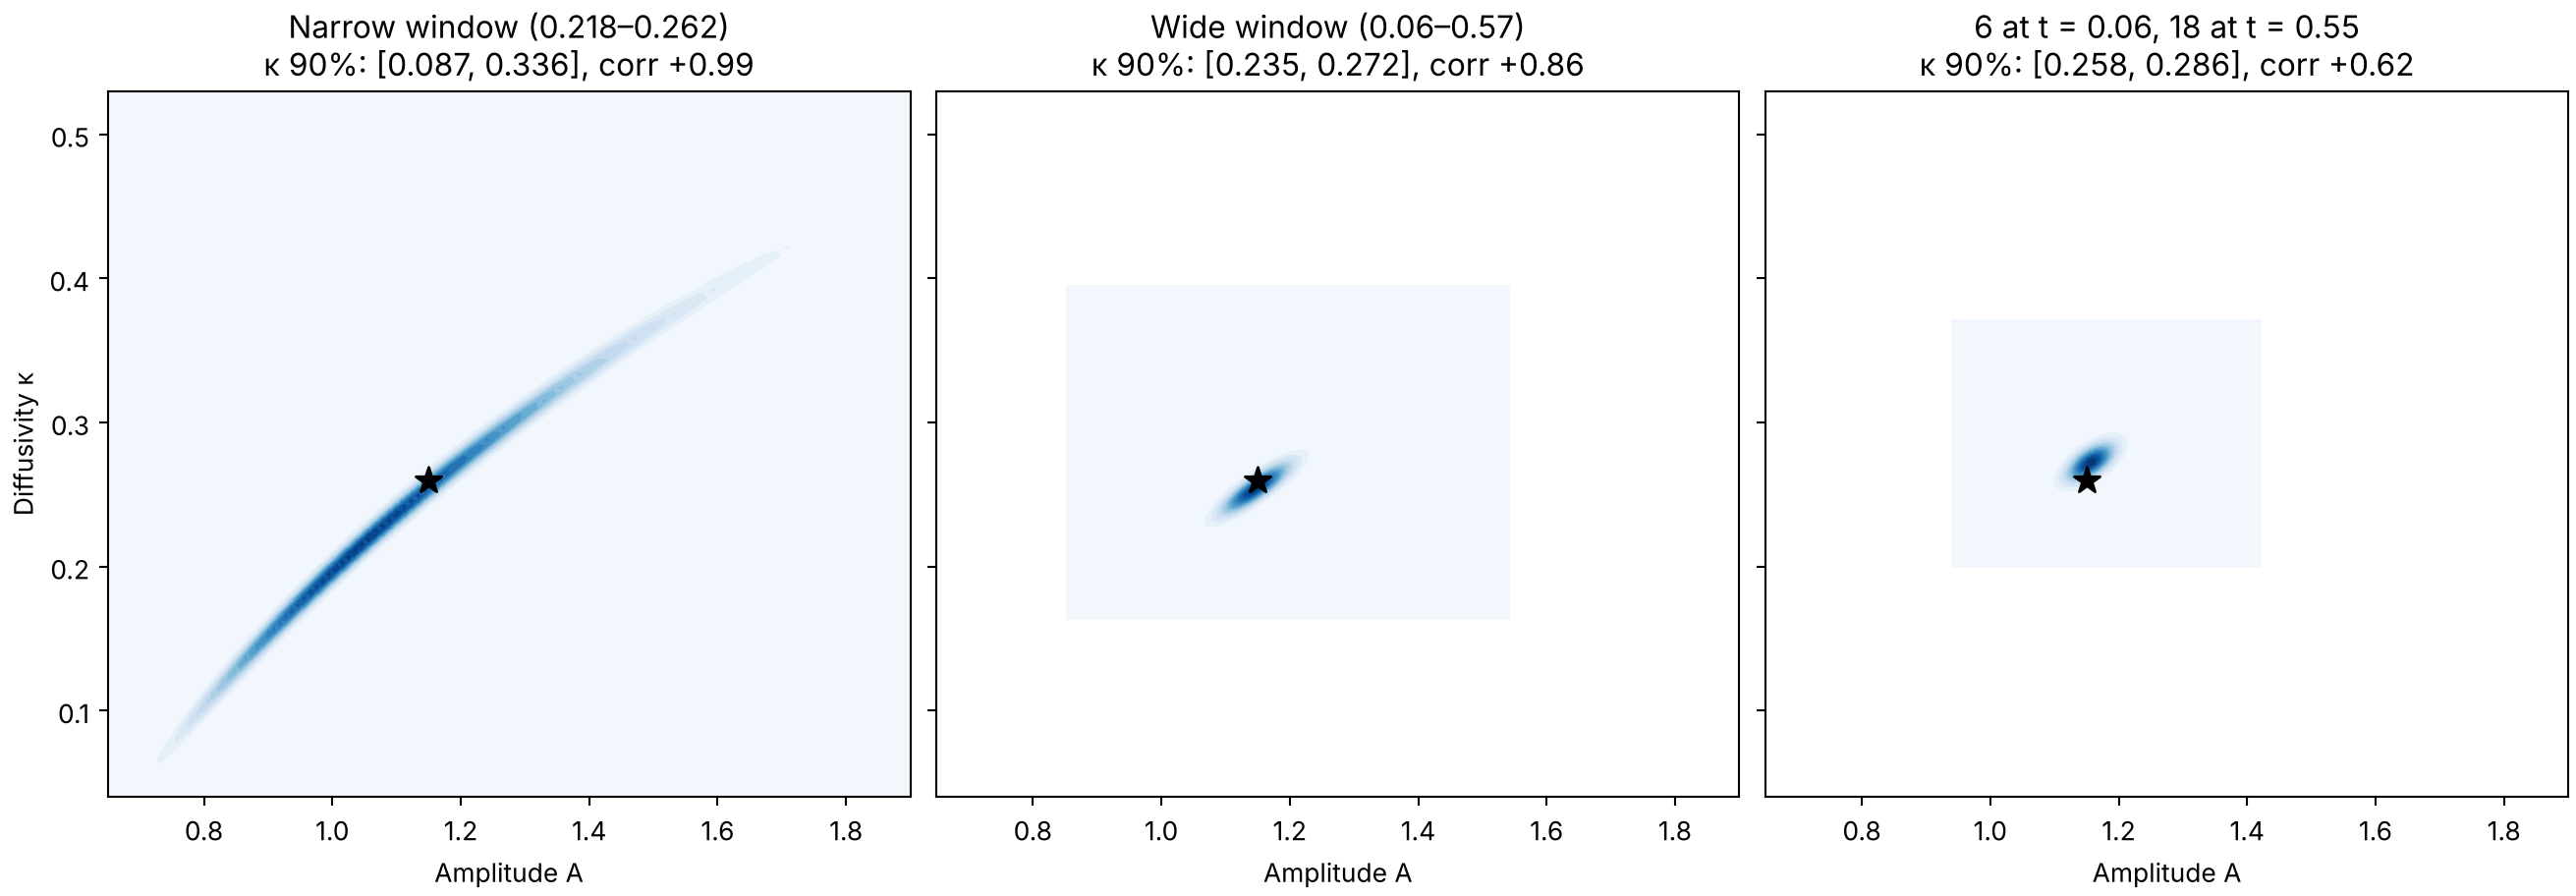 Narrow window (0.218–0.262)
κ 90%: [0.087, 0.336], corr +0.99
Wide window (0.06–0.57)
κ 90%: [0.235, 0.272], corr +0.86
6 at t = 0.06, 18 at t = 0.55
κ 90%: [0.258, 0.286], corr +0.62
Diffusivity κ
0.5
0.4
0.3
0.2
0.1
0.8 1.0 1.2 1.4 1.6 1.8
Amplitude A
0.8 1.0 1.2 1.4 1.6 1.8
Amplitude A
0.8 1.0 1.2 1.4 1.6 1.8
Amplitude A